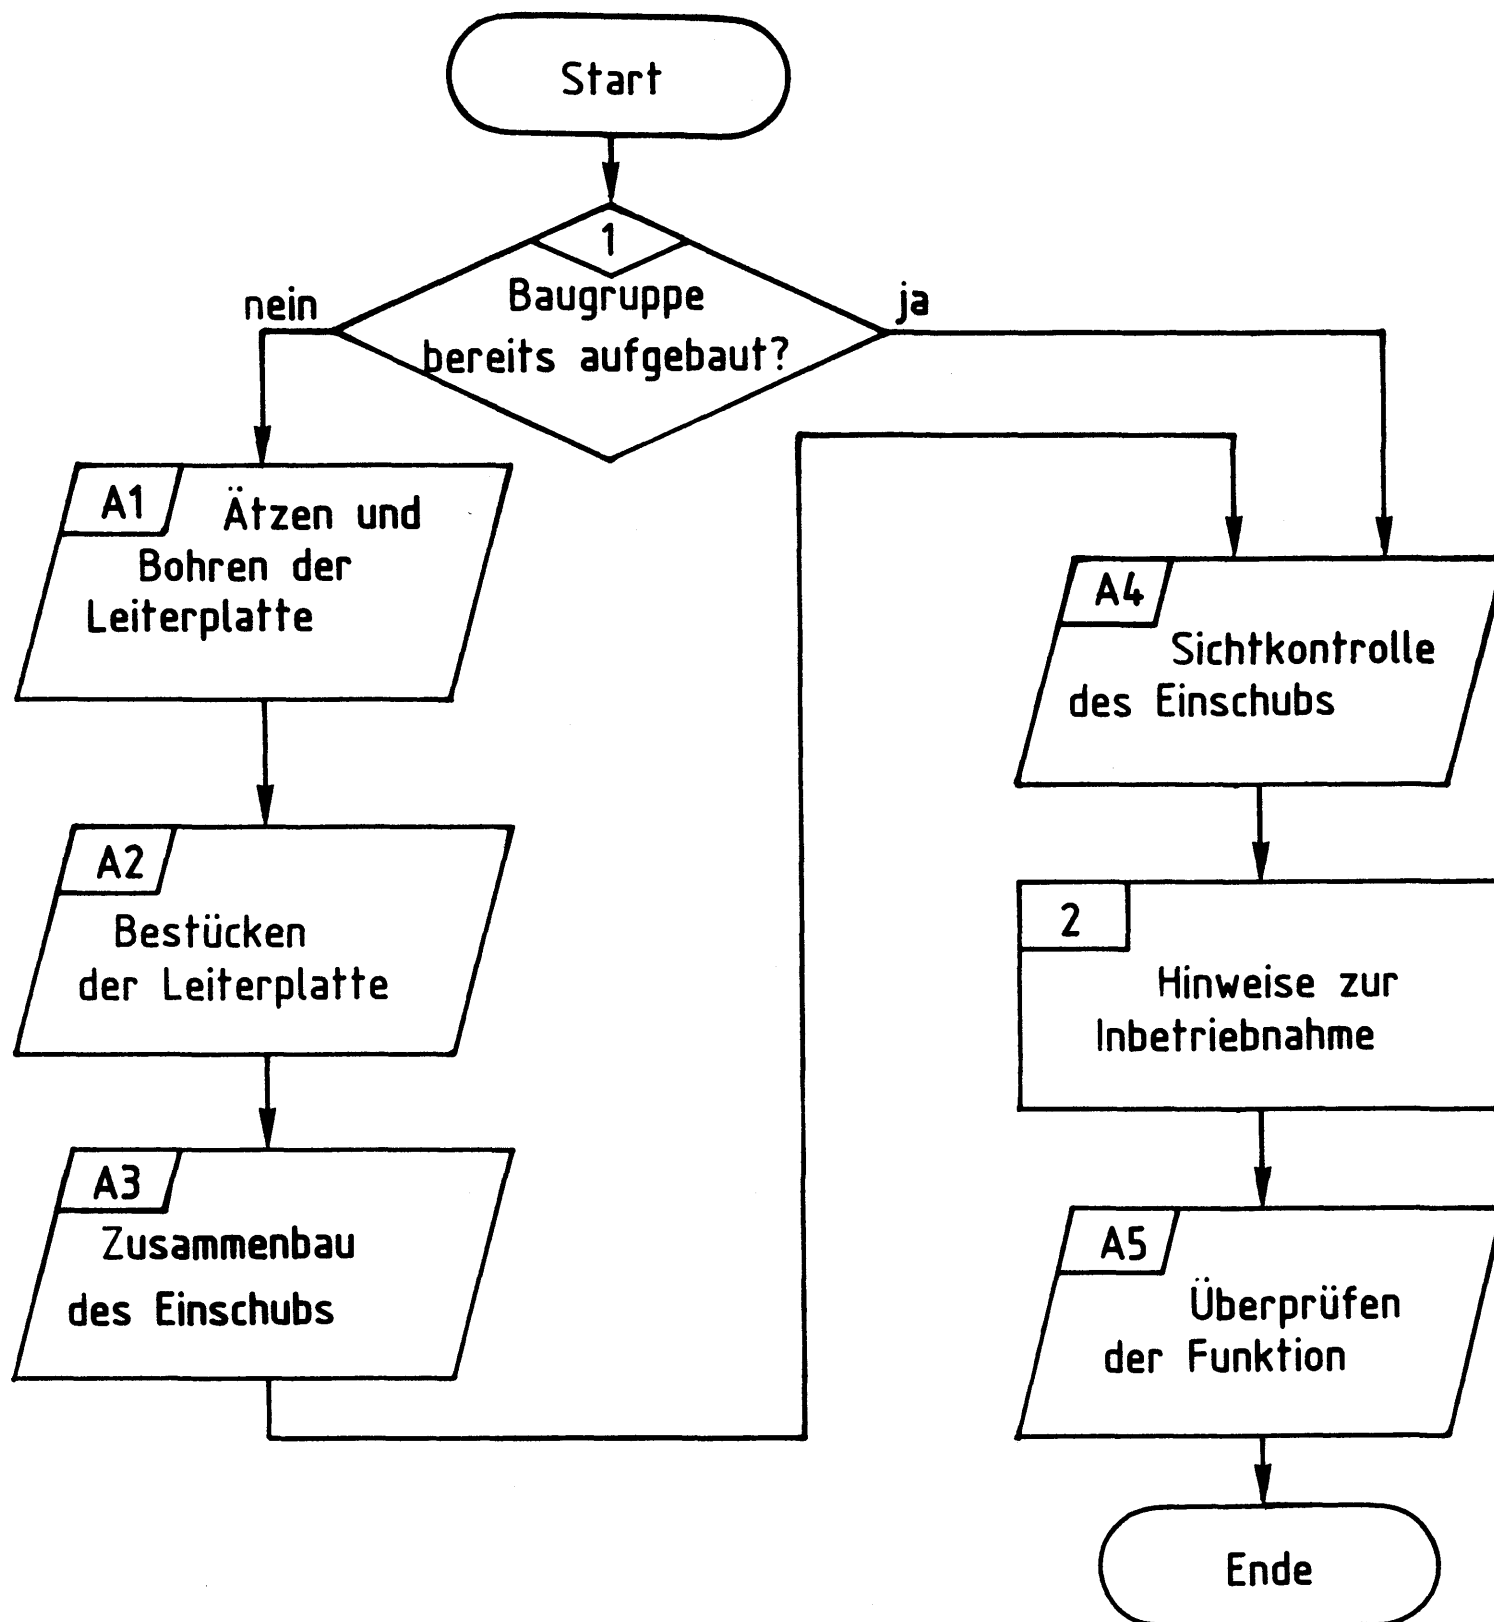 Start
1
Baugruppe
bereits aufgebaut?
nein
ja
A1
Ätzen und
Bohren der
Leiterplatte
A2
Bestücken
der Leiterplatte
A3
Zusammenbau
des Einschubs
A4
Sichtkontrolle
des Einschubs
2
Hinweise zur
Inbetriebnahme
A5
Überprüfen
der Funktion
Ende